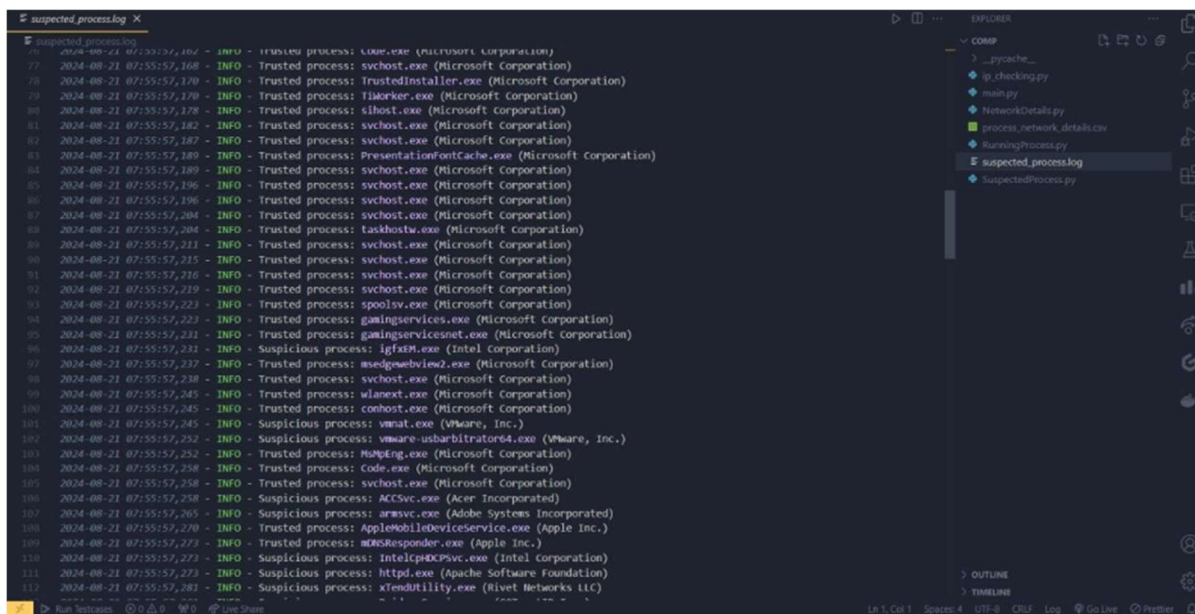 suspected_process.log
suspected_process.log
76 2024-08-21 07:55:57,162 - INFO - Trusted process: Code.exe (Microsoft Corporation)
77 2024-08-21 07:55:57,168 - INFO - Trusted process: svchost.exe (Microsoft Corporation)
78 2024-08-21 07:55:57,170 - INFO - Trusted process: TrustedInstaller.exe (Microsoft Corporation)
79 2024-08-21 07:55:57,170 - INFO - Trusted process: TiWorker.exe (Microsoft Corporation)
80 2024-08-21 07:55:57,178 - INFO - Trusted process: sihost.exe (Microsoft Corporation)
81 2024-08-21 07:55:57,182 - INFO - Trusted process: svchost.exe (Microsoft Corporation)
82 2024-08-21 07:55:57,187 - INFO - Trusted process: svchost.exe (Microsoft Corporation)
83 2024-08-21 07:55:57,189 - INFO - Trusted process: PresentationFontCache.exe (Microsoft Corporation)
84 2024-08-21 07:55:57,189 - INFO - Trusted process: svchost.exe (Microsoft Corporation)
85 2024-08-21 07:55:57,196 - INFO - Trusted process: svchost.exe (Microsoft Corporation)
86 2024-08-21 07:55:57,196 - INFO - Trusted process: svchost.exe (Microsoft Corporation)
87 2024-08-21 07:55:57,204 - INFO - Trusted process: svchost.exe (Microsoft Corporation)
88 2024-08-21 07:55:57,204 - INFO - Trusted process: taskhostw.exe (Microsoft Corporation)
89 2024-08-21 07:55:57,211 - INFO - Trusted process: svchost.exe (Microsoft Corporation)
90 2024-08-21 07:55:57,215 - INFO - Trusted process: svchost.exe (Microsoft Corporation)
91 2024-08-21 07:55:57,216 - INFO - Trusted process: svchost.exe (Microsoft Corporation)
92 2024-08-21 07:55:57,219 - INFO - Trusted process: svchost.exe (Microsoft Corporation)
93 2024-08-21 07:55:57,223 - INFO - Trusted process: spoolsv.exe (Microsoft Corporation)
94 2024-08-21 07:55:57,223 - INFO - Trusted process: gamingservices.exe (Microsoft Corporation)
95 2024-08-21 07:55:57,231 - INFO - Trusted process: gamingservicesnet.exe (Microsoft Corporation)
96 2024-08-21 07:55:57,231 - INFO - Suspicious process: igfxEM.exe (Intel Corporation)
97 2024-08-21 07:55:57,237 - INFO - Trusted process: msedgewebview2.exe (Microsoft Corporation)
98 2024-08-21 07:55:57,238 - INFO - Trusted process: svchost.exe (Microsoft Corporation)
99 2024-08-21 07:55:57,245 - INFO - Trusted process: wlanext.exe (Microsoft Corporation)
100 2024-08-21 07:55:57,245 - INFO - Trusted process: conhost.exe (Microsoft Corporation)
101 2024-08-21 07:55:57,245 - INFO - Suspicious process: vmnat.exe (VMware, Inc.)
102 2024-08-21 07:55:57,252 - INFO - Suspicious process: vmware-usbarbitrator64.exe (VMware, Inc.)
103 2024-08-21 07:55:57,252 - INFO - Trusted process: MsMpEng.exe (Microsoft Corporation)
104 2024-08-21 07:55:57,258 - INFO - Trusted process: Code.exe (Microsoft Corporation)
105 2024-08-21 07:55:57,258 - INFO - Trusted process: svchost.exe (Microsoft Corporation)
106 2024-08-21 07:55:57,258 - INFO - Suspicious process: ACCSvc.exe (Acer Incorporated)
107 2024-08-21 07:55:57,265 - INFO - Suspicious process: armsvc.exe (Adobe Systems Incorporated)
108 2024-08-21 07:55:57,270 - INFO - Trusted process: AppleMobileDeviceService.exe (Apple Inc.)
109 2024-08-21 07:55:57,273 - INFO - Trusted process: mDNSResponder.exe (Apple Inc.)
110 2024-08-21 07:55:57,273 - INFO - Suspicious process: IntelCpHDCPSvc.exe (Intel Corporation)
111 2024-08-21 07:55:57,273 - INFO - Suspicious process: httpd.exe (Apache Software Foundation)
112 2024-08-21 07:55:57,281 - INFO - Suspicious process: xTendUtility.exe (Rivet Networks LLC)
EXPLORER
COMP
__pycache__
ip_checking.py
main.py
NetworkDetails.py
process_network_details.csv
RunningProcess.py
suspected_process.log
SuspectedProcess.py
OUTLINE
TIMELINE
Run Testcases 0 0 0 Live Share Ln 1, Col 1 Spaces: 4 UTF-8 CRLF Log Go Live Prettier